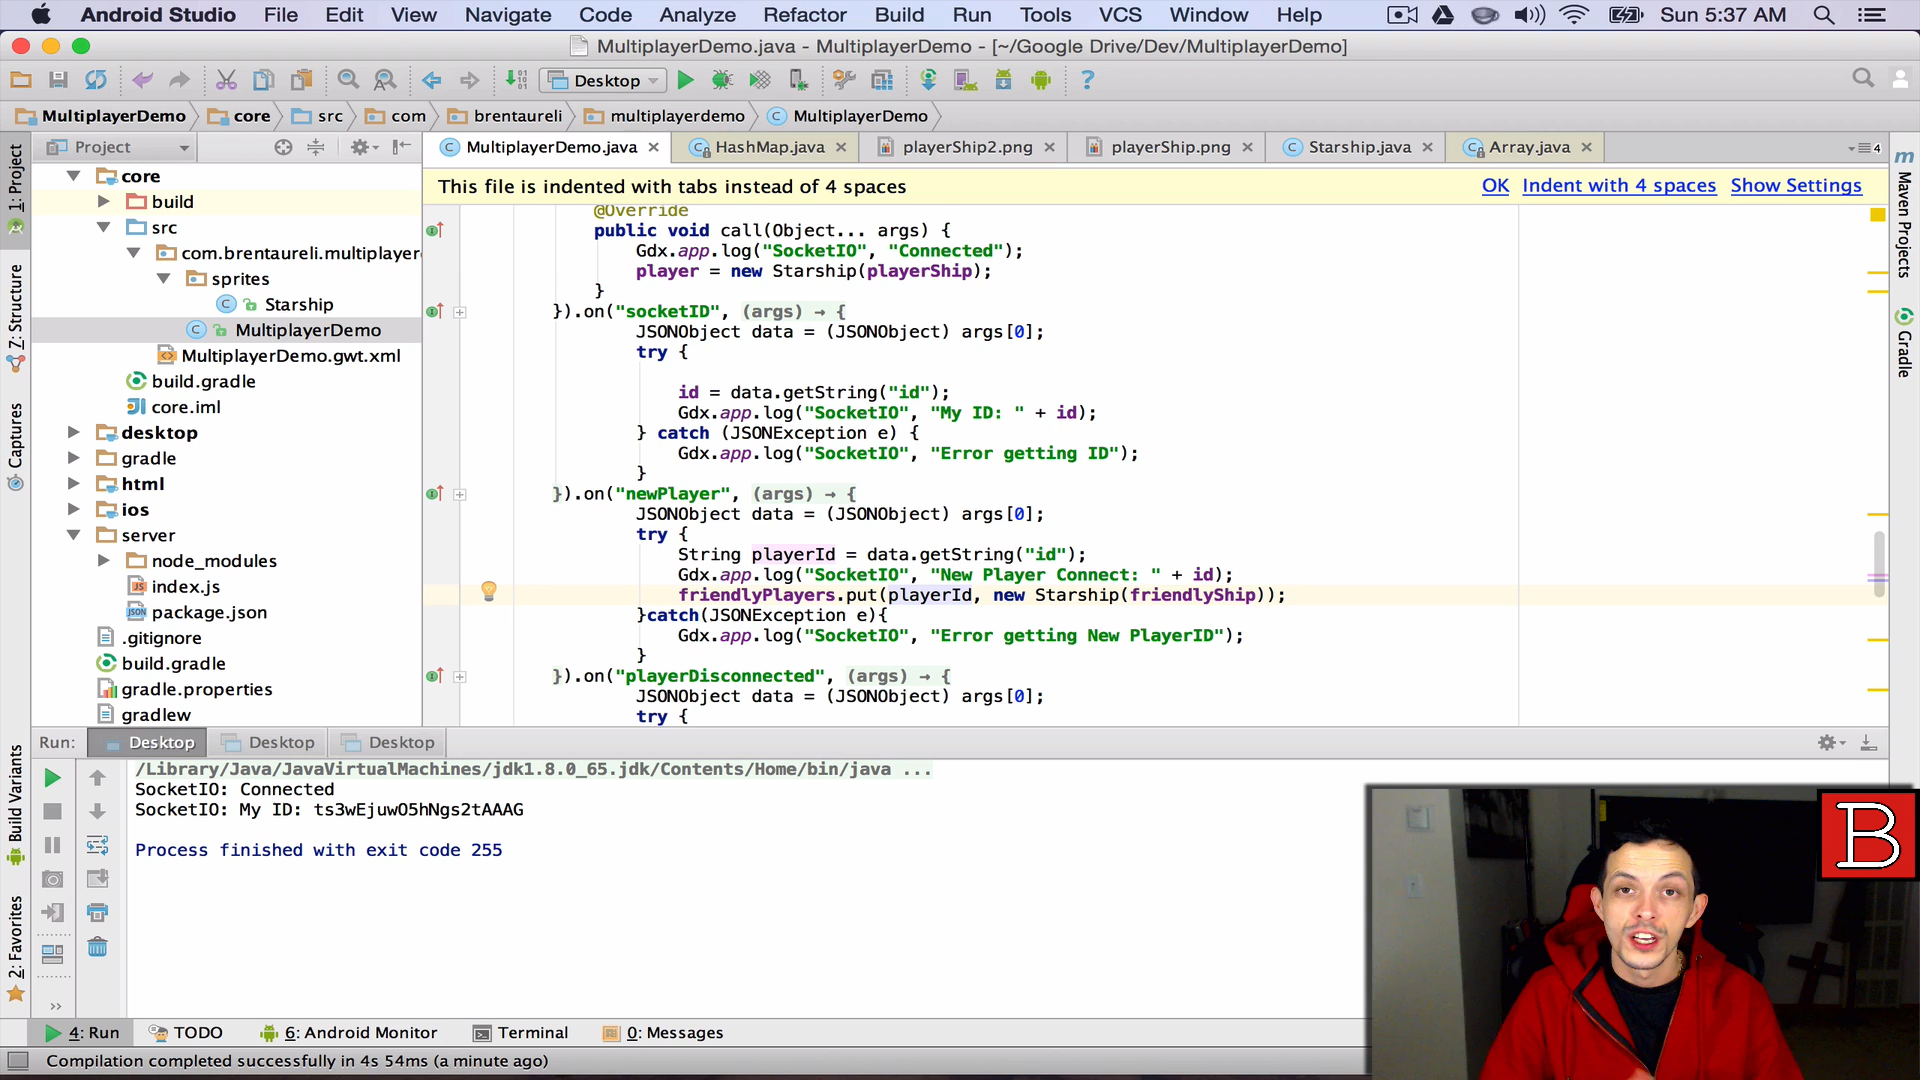 Android Studio File Edit View Navigate Code Analyze Refactor Build Run Tools VCS Window Help Sun 5:37 AM
MultiplayerDemo.java - MultiplayerDemo - [~/Google Drive/Dev/MultiplayerDemo]
Desktop
MultiplayerDemo core src com brentaureli multiplayerdemo MultiplayerDemo
Project
MultiplayerDemo.java HashMap.java playerShip2.png playerShip.png Starship.java Array.java 4
This file is indented with tabs instead of 4 spaces OK Indent with 4 spaces Show Settings
1: Project
Z: Structure
Captures
Build Variants
2: Favorites
core
build
src
com.brentaureli.multiplayer
sprites
Starship
MultiplayerDemo
MultiplayerDemo.gwt.xml
build.gradle
core.iml
desktop
gradle
html
ios
server
node_modules
index.js
package.json
.gitignore
build.gradle
gradle.properties
gradlew
@Override
public void call(Object... args) {
Gdx.app.log("SocketIO", "Connected");
player = new Starship(playerShip);
}
}).on("socketID", (args) → {
JSONObject data = (JSONObject) args[0];
try {
id = data.getString("id");
Gdx.app.log("SocketIO", "My ID: " + id);
} catch (JSONException e) {
Gdx.app.log("SocketIO", "Error getting ID");
}
}).on("newPlayer", (args) → {
JSONObject data = (JSONObject) args[0];
try {
String playerId = data.getString("id");
Gdx.app.log("SocketIO", "New Player Connect: " + id);
friendlyPlayers.put(playerId, new Starship(friendlyShip));
}catch(JSONException e){
Gdx.app.log("SocketIO", "Error getting New PlayerID");
}
}).on("playerDisconnected", (args) → {
JSONObject data = (JSONObject) args[0];
try {
m
Maven Projects
Gradle
Run: Desktop Desktop Desktop
/Library/Java/JavaVirtualMachines/jdk1.8.0_65.jdk/Contents/Home/bin/java ...
SocketIO: Connected
SocketIO: My ID: ts3wEjuwO5hNgs2tAAAG
Process finished with exit code 255
B
4: Run TODO 6: Android Monitor Terminal 0: Messages
Compilation completed successfully in 4s 54ms (a minute ago)